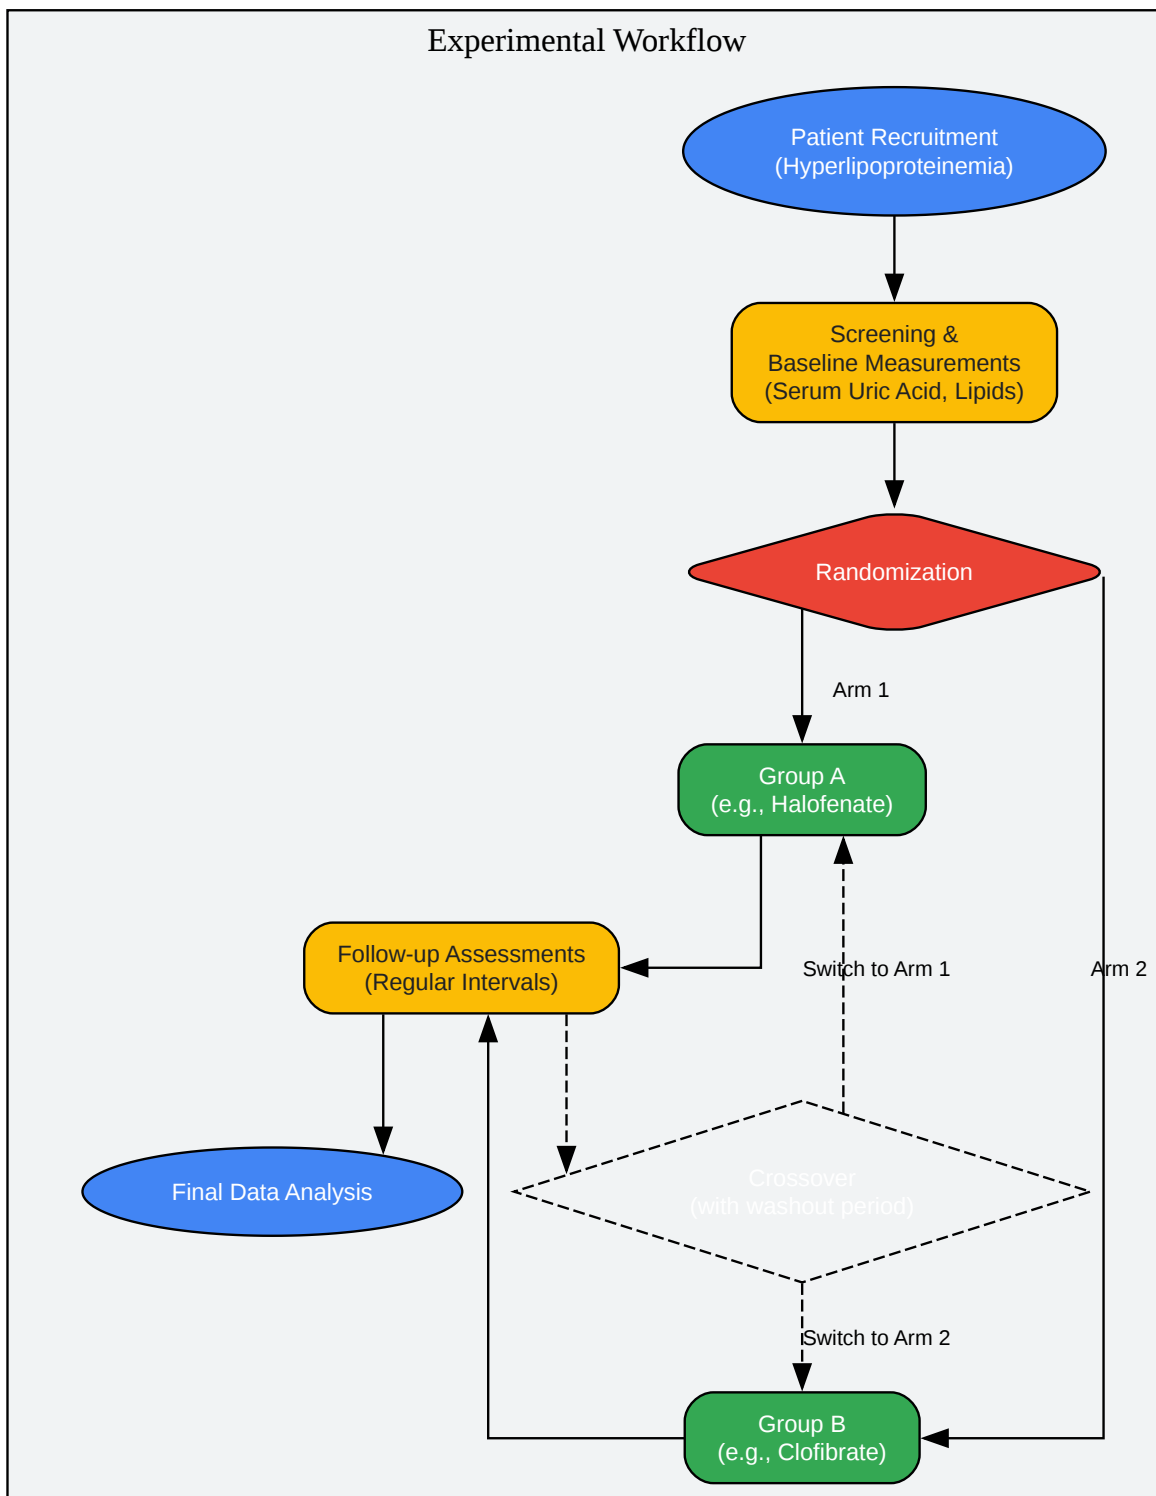 Experimental Workflow
Patient Recruitment
(Hyperlipoproteinemia)
Screening &
Baseline Measurements
(Serum Uric Acid, Lipids)
Randomization
Arm 1
Group A
(e.g., Halofenate)
Follow-up Assessments
(Regular Intervals)
Switch to Arm 1
Arm 2
Final Data Analysis
Crossover
(with washout period)
Switch to Arm 2
Group B
(e.g., Clofibrate)